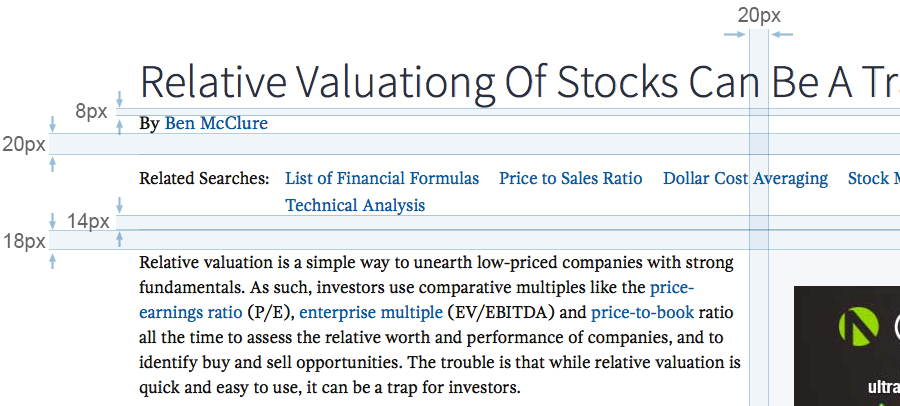 20px
Relative Valuationg Of Stocks Can Be A Tra
8px
By Ben McClure
20px
Related Searches: List of Financial Formulas Price to Sales Ratio Dollar Cost Averaging Stock
Technical Analysis
14px
18px
Relative valuation is a simple way to unearth low-priced companies with strong
fundamentals. As such, investors use comparative multiples like the price-
earnings ratio (P/E), enterprise multiple (EV/EBITDA) and price-to-book ratio
all the time to assess the relative worth and performance of companies, and to
identify buy and sell opportunities. The trouble is that while relative valuation is
quick and easy to use, it can be a trap for investors.
ultra